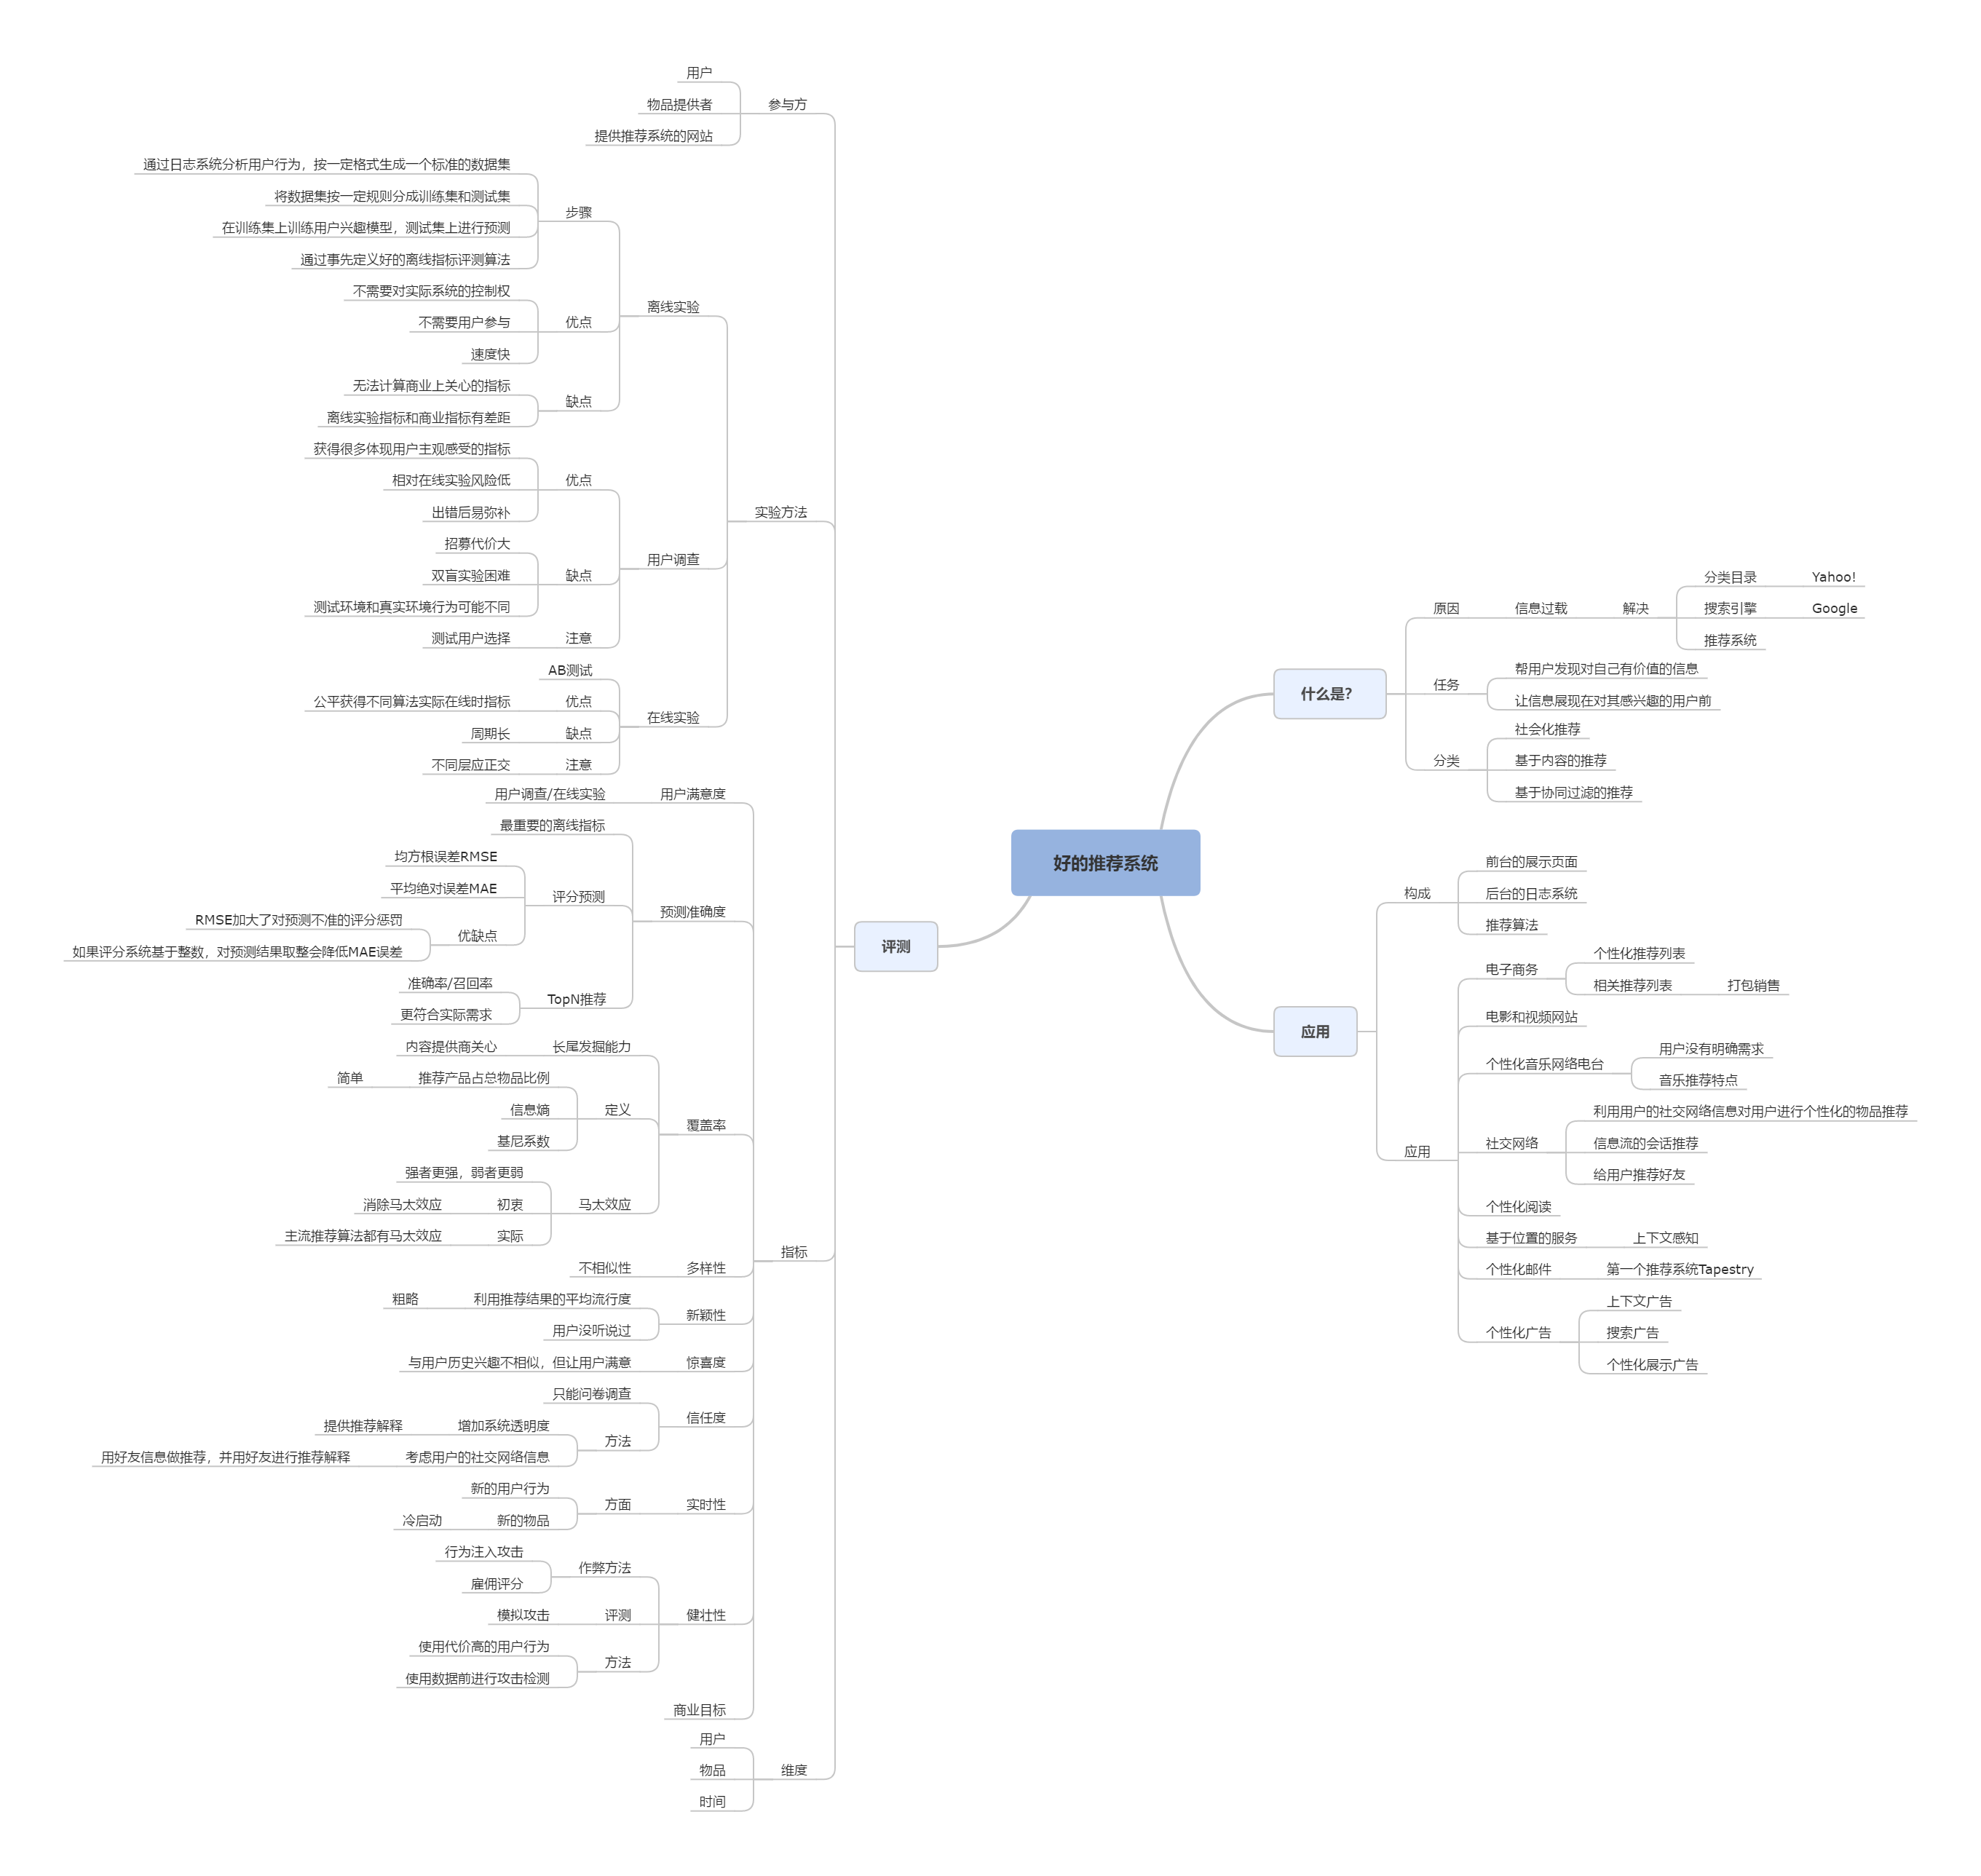 好的推荐系统
什么是？
原因
信息过载
解决
分类目录
Yahoo!
搜索引擎
Google
推荐系统
任务
帮用户发现对自己有价值的信息
让信息展现在对其感兴趣的用户前
分类
社会化推荐
基于内容的推荐
基于协同过滤的推荐
应用
构成
前台的展示页面
后台的日志系统
推荐算法
应用
电子商务
个性化推荐列表
相关推荐列表
打包销售
电影和视频网站
个性化音乐网络电台
用户没有明确需求
音乐推荐特点
社交网络
利用用户的社交网络信息对用户进行个性化的物品推荐
信息流的会话推荐
给用户推荐好友
个性化阅读
基于位置的服务
上下文感知
个性化邮件
第一个推荐系统Tapestry
个性化广告
上下文广告
搜索广告
个性化展示广告
评测
参与方
用户
物品提供者
提供推荐系统的网站
实验方法
离线实验
步骤
通过日志系统分析用户行为，按一定格式生成一个标准的数据集
将数据集按一定规则分成训练集和测试集
在训练集上训练用户兴趣模型，测试集上进行预测
通过事先定义好的离线指标评测算法
优点
不需要对实际系统的控制权
不需要用户参与
速度快
缺点
无法计算商业上关心的指标
离线实验指标和商业指标有差距
用户调查
优点
获得很多体现用户主观感受的指标
相对在线实验风险低
出错后易弥补
缺点
招募代价大
双盲实验困难
测试环境和真实环境行为可能不同
注意
测试用户选择
在线实验
AB测试
优点
公平获得不同算法实际在线时指标
缺点
周期长
注意
不同层应正交
指标
用户满意度
用户调查/在线实验
预测准确度
最重要的离线指标
评分预测
均方根误差RMSE
平均绝对误差MAE
优缺点
RMSE加大了对预测不准的评分惩罚
如果评分系统基于整数，对预测结果取整会降低MAE误差
TopN推荐
准确率/召回率
更符合实际需求
覆盖率
长尾发掘能力
内容提供商关心
定义
推荐产品占总物品比例
简单
信息熵
基尼系数
马太效应
强者更强，弱者更弱
初衷
消除马太效应
实际
主流推荐算法都有马太效应
多样性
不相似性
新颖性
利用推荐结果的平均流行度
粗略
用户没听说过
惊喜度
与用户历史兴趣不相似，但让用户满意
信任度
只能问卷调查
方法
增加系统透明度
提供推荐解释
考虑用户的社交网络信息
用好友信息做推荐，并用好友进行推荐解释
实时性
方面
新的用户行为
新的物品
冷启动
健壮性
作弊方法
行为注入攻击
雇佣评分
评测
模拟攻击
方法
使用代价高的用户行为
使用数据前进行攻击检测
商业目标
维度
用户
物品
时间